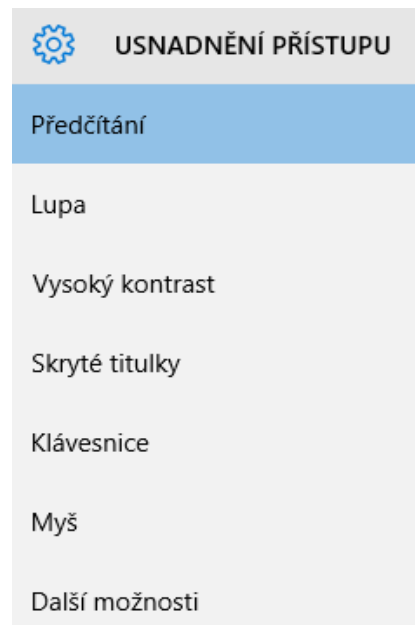 USNADNĚNÍ PŘÍSTUPU
Předčítání
Lupa
Vysoký kontrast
Skryté titulky
Klávesnice
Myš
Další možnosti